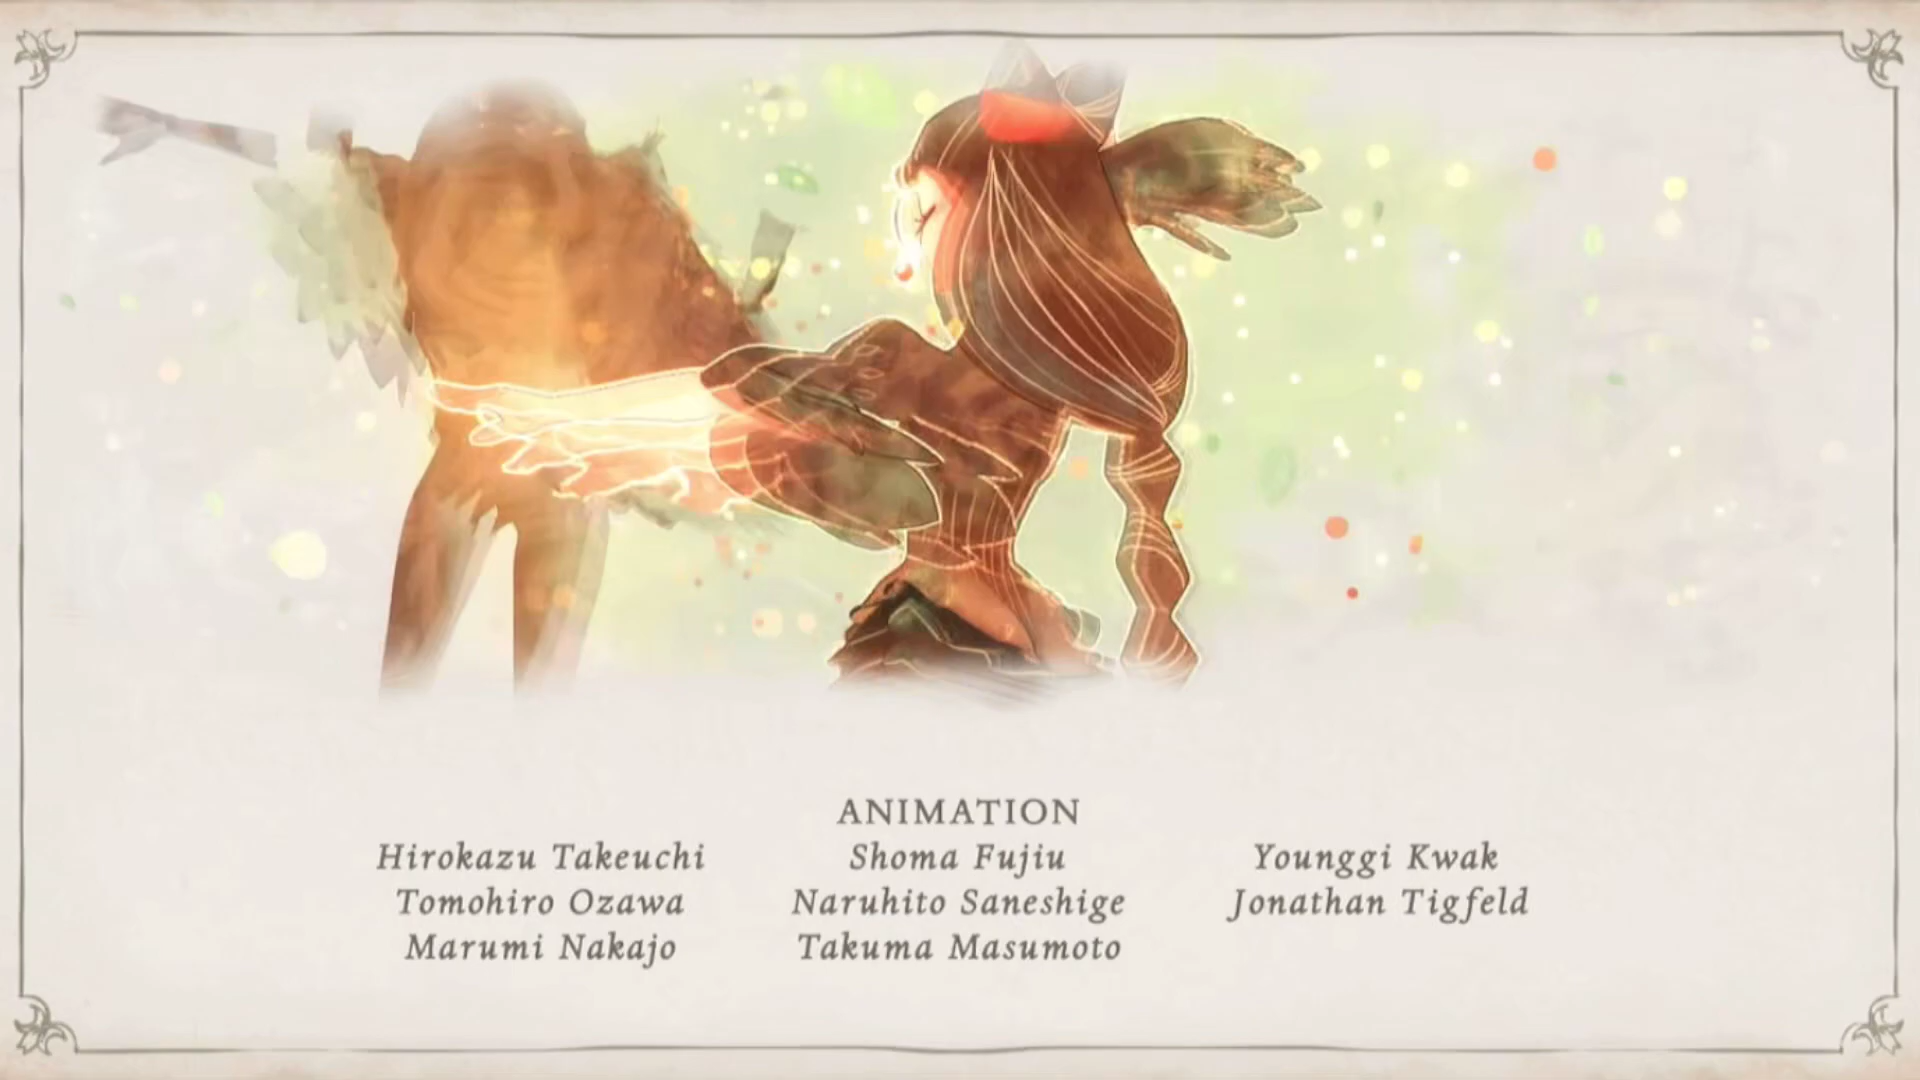 ANIMATION
Hirokazu Takeuchi
Tomohiro Ozawa
Marumi Nakajo
Shoma Fujiu
Naruhito Saneshige
Takuma Masumoto
Younggi Kwak
Jonathan Tigfeld